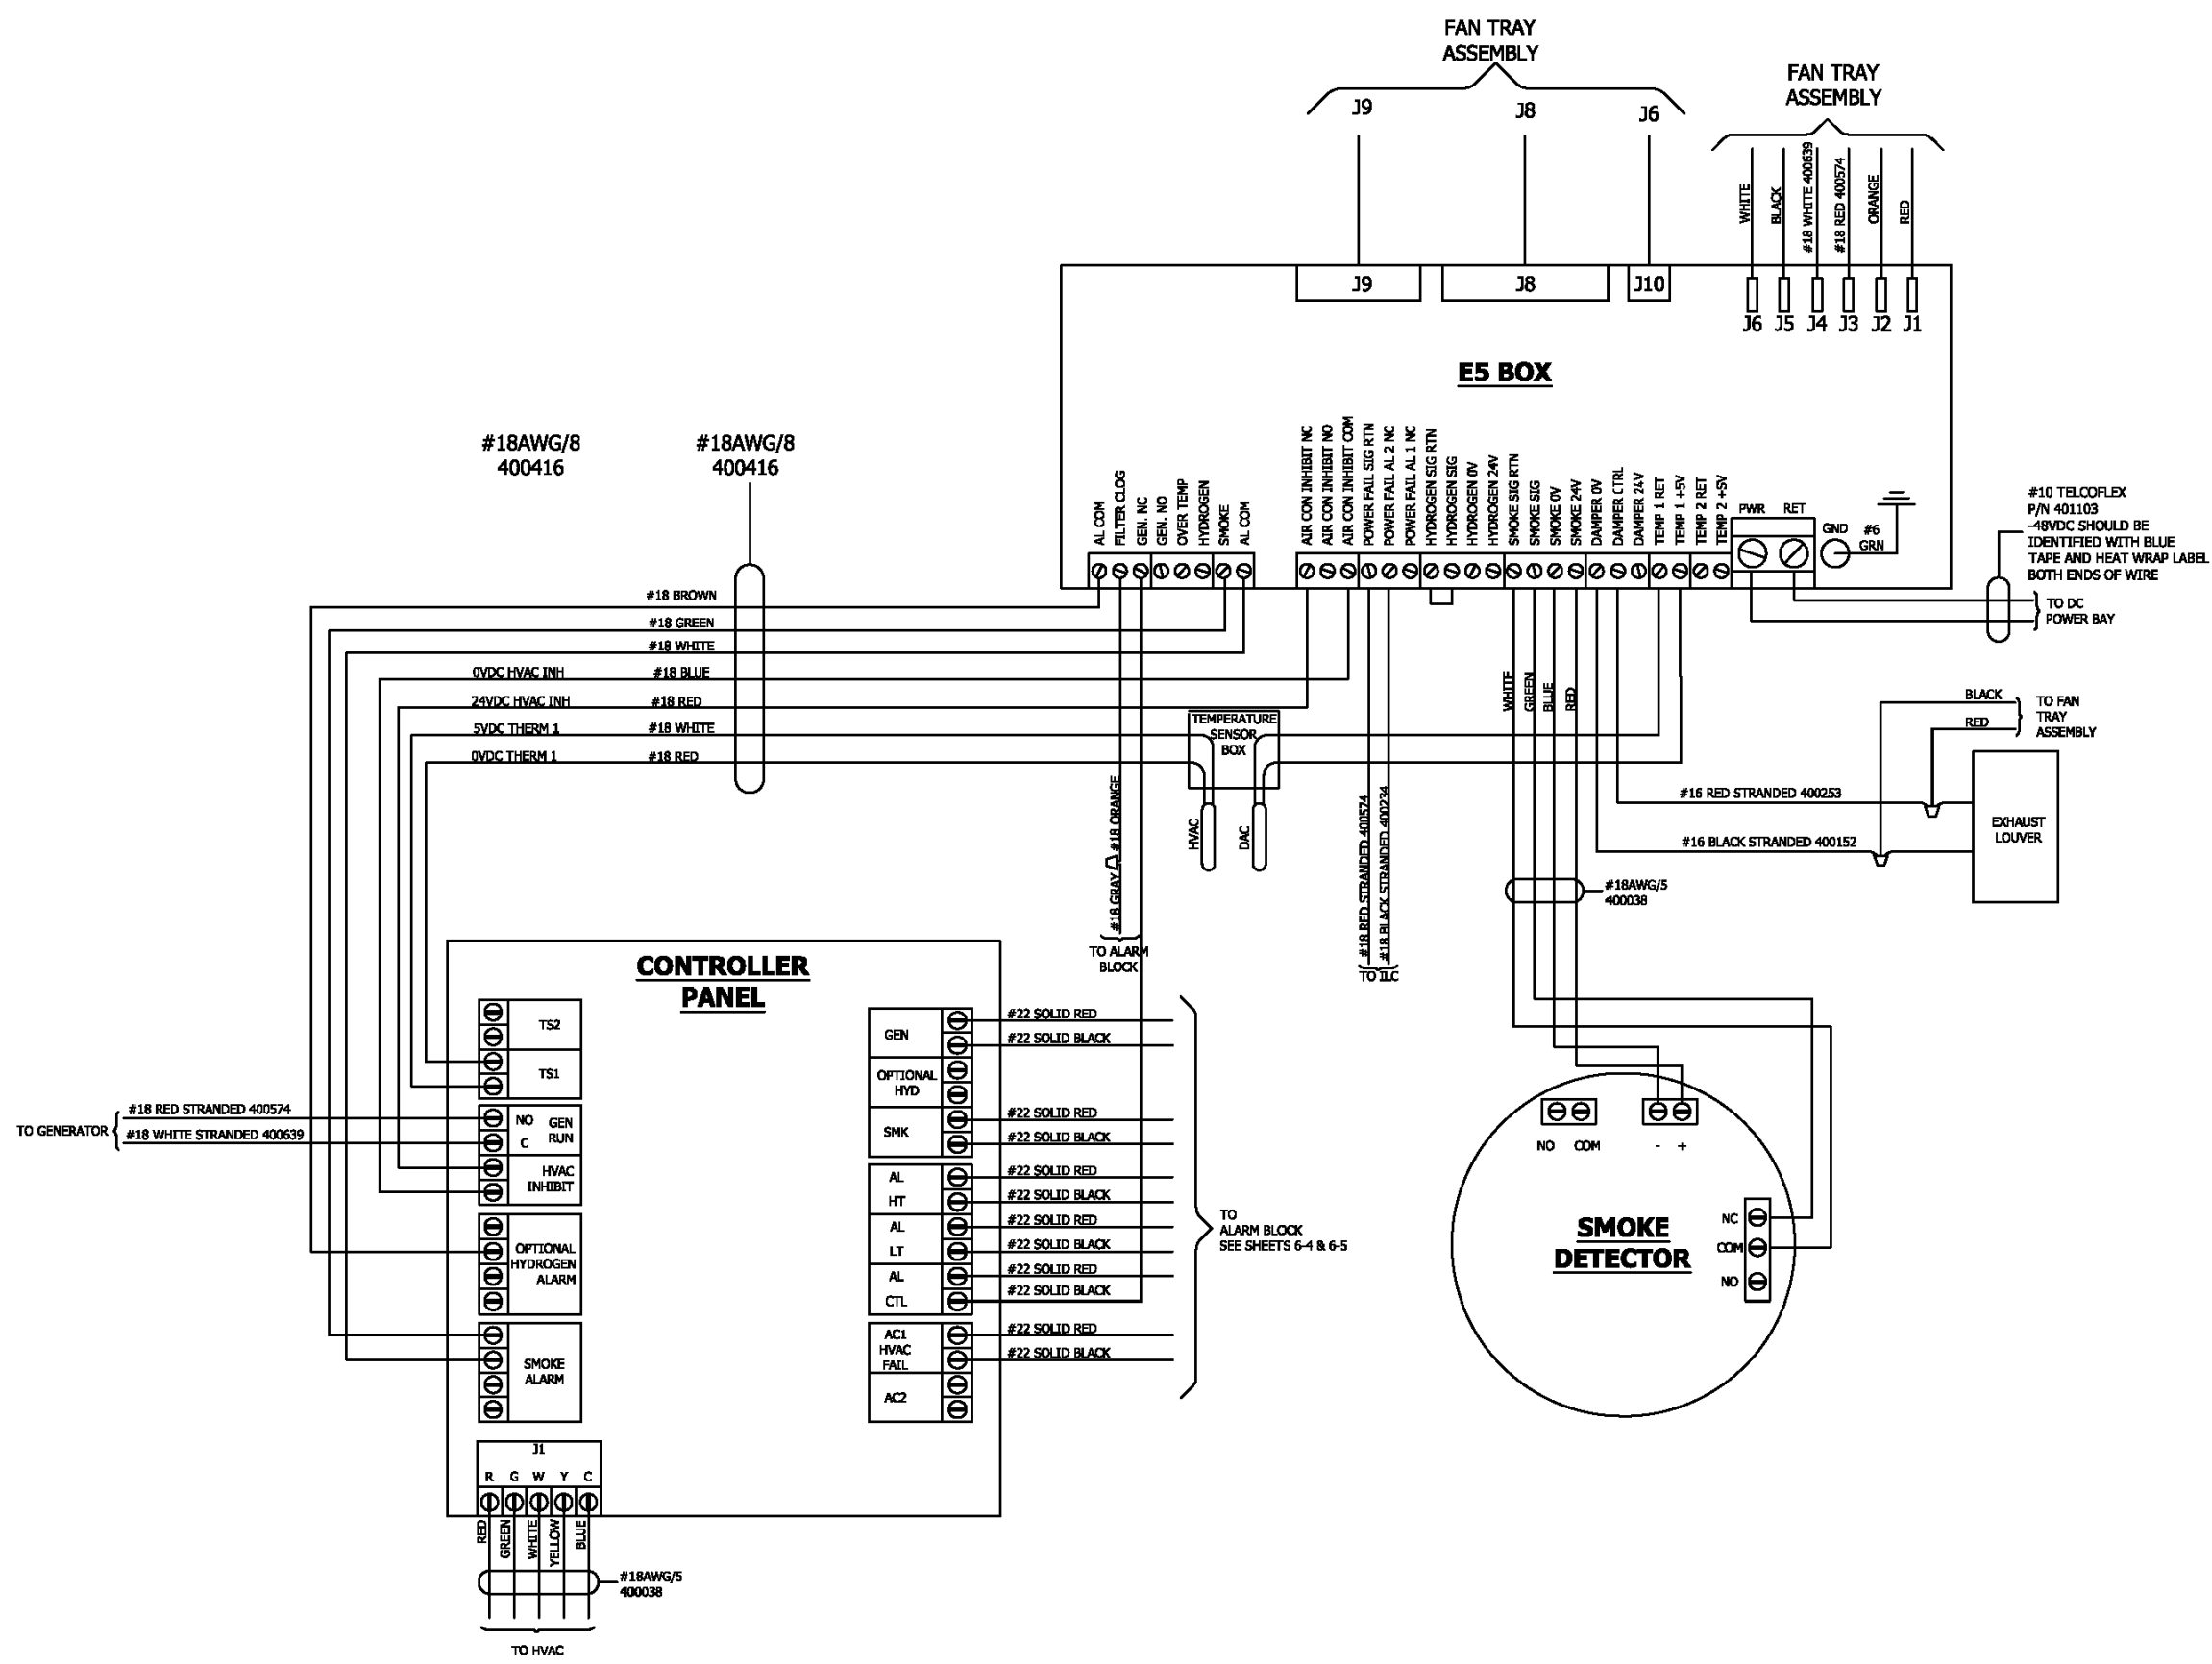 FAN TRAY
ASSEMBLY
J9
J8
J6
FAN TRAY
ASSEMBLY
WHITE
BLACK
#18 WHITE 400639
#18 RED 400574
ORANGE
RED
J9
J8
J10
J6
J5
J4
J3
J2
J1
E5 BOX
#18AWG/8
400416
#18AWG/8
400416
AL COM
FILTER CLOG
GEN. NC
GEN. NO
OVER TEMP
HYDROGEN
SMOKE
AL COM
AIR CON INHIBIT NC
AIR CON INHIBIT NO
AIR CON INHIBIT COM
POWER FAIL SIG RTN
POWER FAIL AL 2 NC
POWER FAIL AL 1 NC
HYDROGEN SIG RTN
HYDROGEN SIG
HYDROGEN 0V
HYDROGEN 24V
SMOKE SIG RTN
SMOKE SIG
SMOKE 0V
SMOKE 24V
DAMPER 0V
DAMPER CTRL
DAMPER 24V
TEMP 1 RET
TEMP 1 +5V
TEMP 2 RET
TEMP 2 +5V
PWR
RET
GND
#6
GRN
#10 TELCOFLEX
P/N 401103
-48VDC SHOULD BE
IDENTIFIED WITH BLUE
TAPE AND HEAT WRAP LABEL
BOTH ENDS OF WIRE
TO DC
POWER BAY
#18 BROWN
#18 GREEN
#18 WHITE
0VDC HVAC INH
#18 BLUE
24VDC HVAC INH
#18 RED
5VDC THERM 1
#18 WHITE
0VDC THERM 1
#18 RED
TEMPERATURE
SENSOR
BOX
HVAC
DAC
WHITE
GREEN
BLUE
RED
BLACK
RED
TO FAN
TRAY
ASSEMBLY
#16 RED STRANDED 400253
#16 BLACK STRANDED 400152
EXHAUST
LOUVER
#18AWG/5
400038
#18 GRAY
#18 ORANGE
TO ALARM
BLOCK
#18 RED STRANDED 400574
#18 BLACK STRANDED 400234
TO ILC
CONTROLLER
PANEL
TS2
TS1
TO GENERATOR
#18 RED STRANDED 400574
#18 WHITE STRANDED 400639
NO
C
GEN
RUN
HVAC
INHIBIT
OPTIONAL
HYDROGEN
ALARM
SMOKE
ALARM
GEN
OPTIONAL
HYD
SMK
AL
HT
AL
LT
AL
CTL
AC1
HVAC
FAIL
AC2
#22 SOLID RED
#22 SOLID BLACK
#22 SOLID RED
#22 SOLID BLACK
#22 SOLID RED
#22 SOLID BLACK
#22 SOLID RED
#22 SOLID BLACK
#22 SOLID RED
#22 SOLID BLACK
#22 SOLID RED
#22 SOLID BLACK
TO
ALARM BLOCK
SEE SHEETS 6-4 & 6-5
NO
COM
-
+
NC
COM
NO
SMOKE
DETECTOR
J1
R
G
W
Y
C
RED
GREEN
WHITE
YELLOW
BLUE
#18AWG/5
400038
TO HVAC